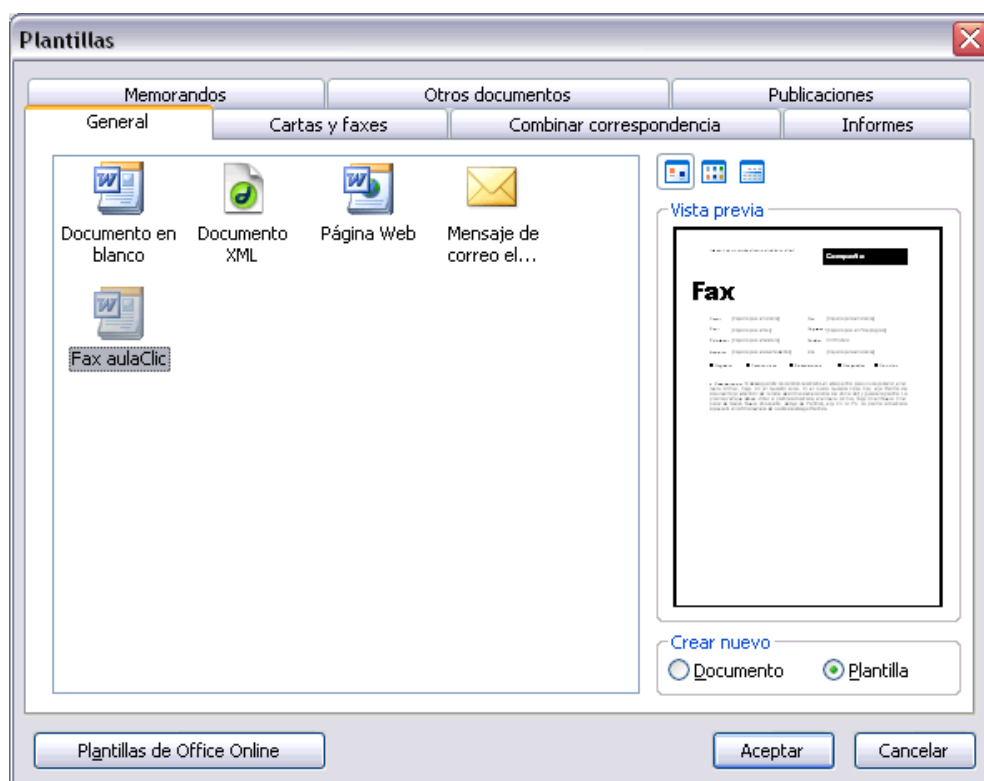 Plantillas
Memorandos
Otros documentos
Publicaciones
General
Cartas y faxes
Combinar correspondencia
Informes
Documento en
blanco
Documento
XML
Página Web
Mensaje de
correo el...
Fax aulaClic
Vista previa
Compañía
Fax
Crear nuevo
Documento
Plantilla
Plantillas de Office Online
Aceptar
Cancelar